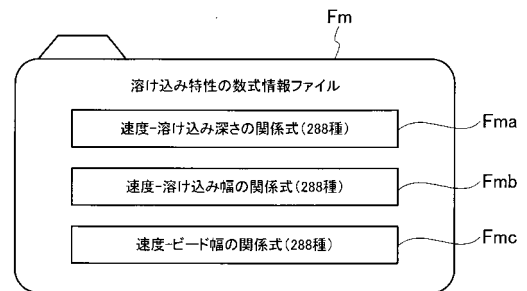 Fm
溶け込み特性の数式情報ファイル
速度-溶け込み深さの関係式(288種)
Fma
速度-溶け込み幅の関係式(288種)
Fmb
速度-ビード幅の関係式(288種)
Fmc